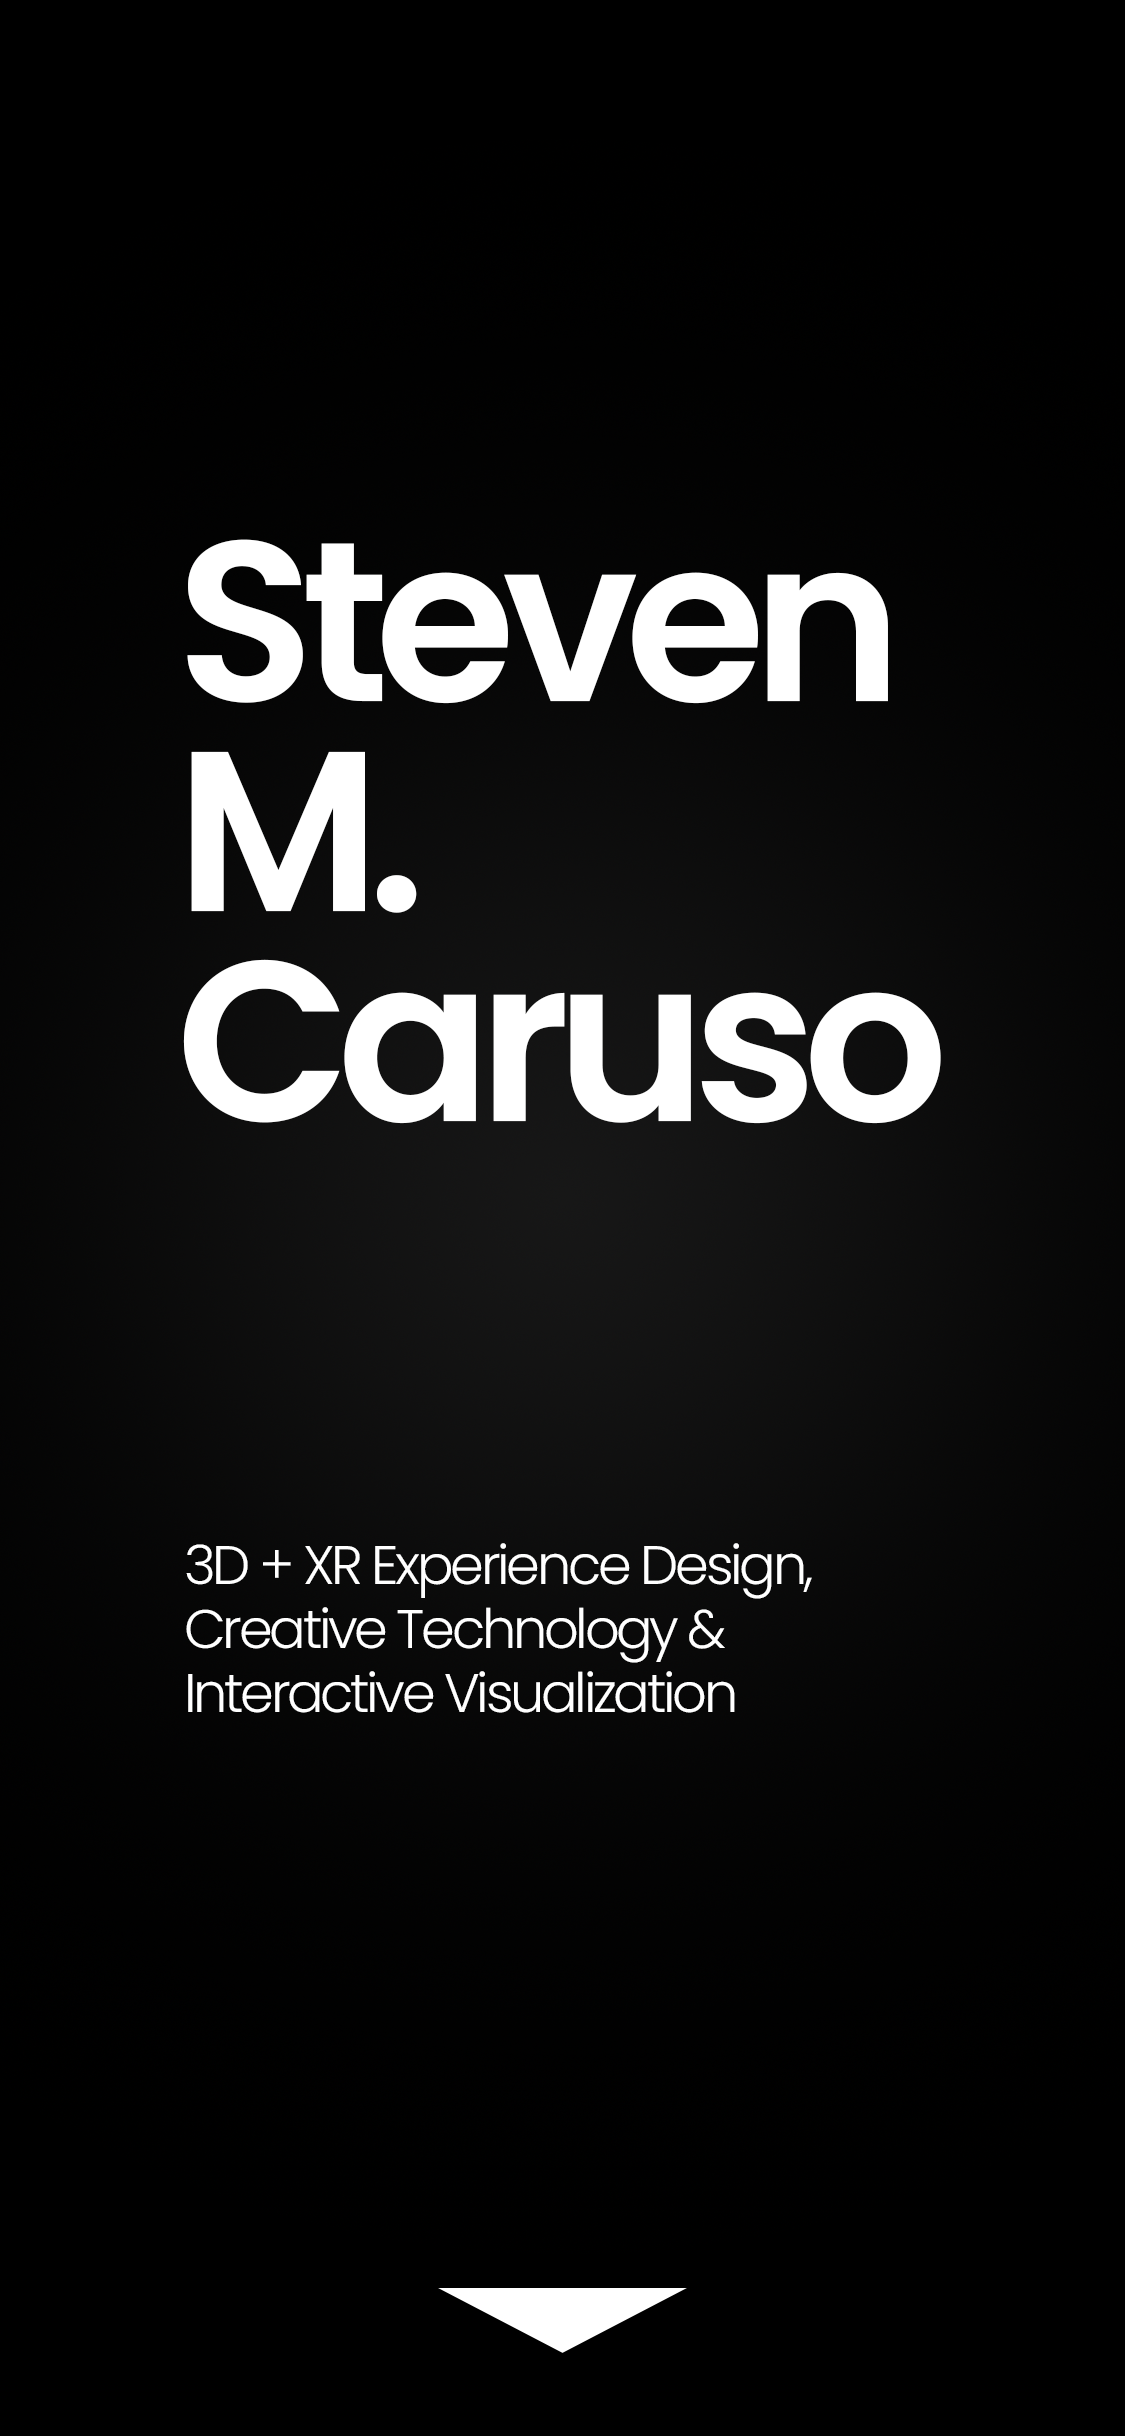 Steven
M.
Caruso
3D + XR Experience Design,
Creative Technology &
Interactive Visualization